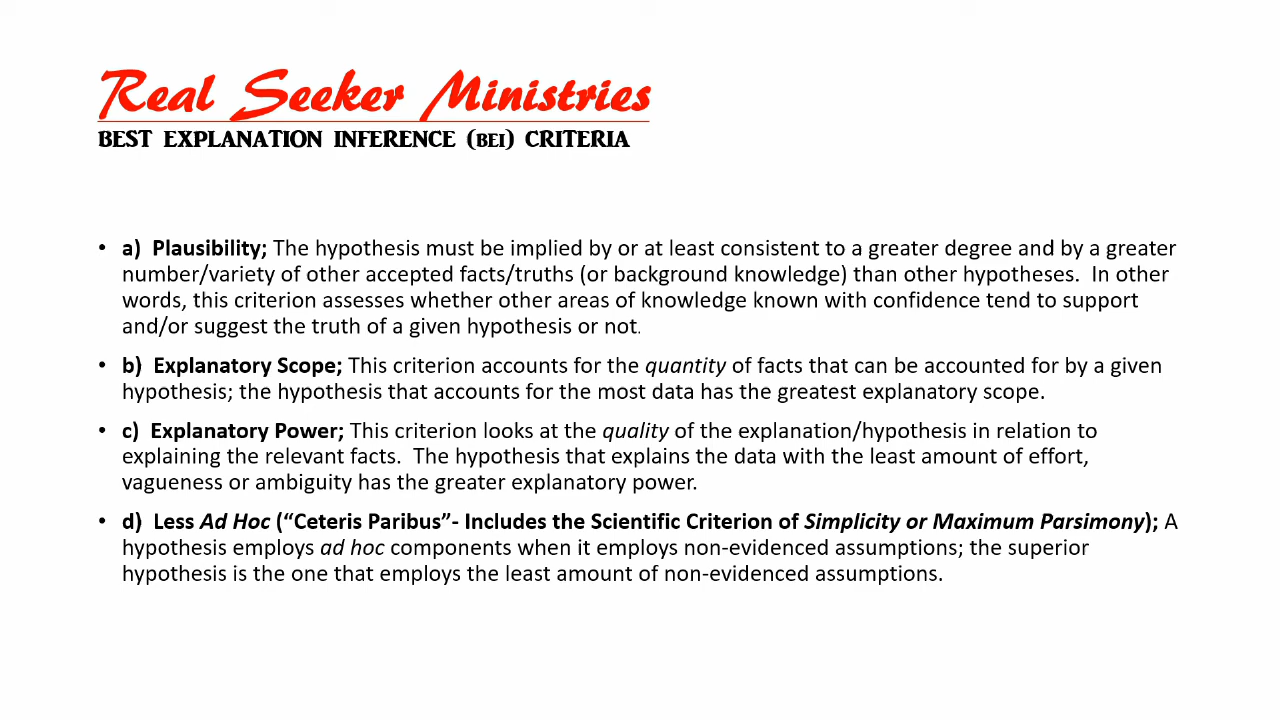 Real Seeker Ministries
BEST EXPLANATION INFERENCE (BEI) CRITERIA
• a)  Plausibility; The hypothesis must be implied by or at least consistent to a greater degree and by a greater
number/variety of other accepted facts/truths (or background knowledge) than other hypotheses.  In other
words, this criterion assesses whether other areas of knowledge known with confidence tend to support
and/or suggest the truth of a given hypothesis or not.
• b)  Explanatory Scope; This criterion accounts for the quantity of facts that can be accounted for by a given
hypothesis; the hypothesis that accounts for the most data has the greatest explanatory scope.
• c)  Explanatory Power; This criterion looks at the quality of the explanation/hypothesis in relation to
explaining the relevant facts.  The hypothesis that explains the data with the least amount of effort,
vagueness or ambiguity has the greater explanatory power.
• d)  Less Ad Hoc (“Ceteris Paribus”- Includes the Scientific Criterion of Simplicity or Maximum Parsimony); A
hypothesis employs ad hoc components when it employs non-evidenced assumptions; the superior
hypothesis is the one that employs the least amount of non-evidenced assumptions.